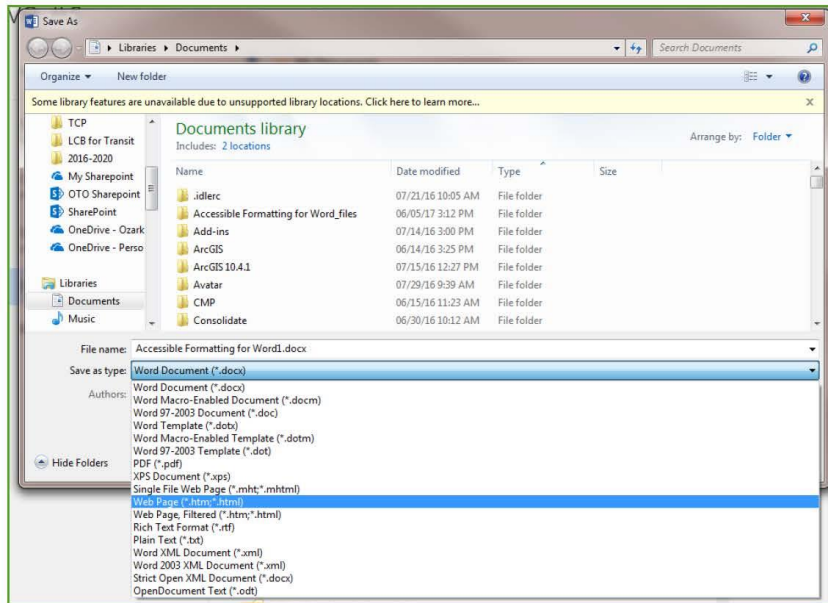 Save As
Libraries Documents Search Documents
Organize New folder
Some library features are unavailable due to unsupported library locations. Click here to learn more...
TCP
LCB for Transit
2016-2020
My Sharepoint
OTO Sharepoint
SharePoint
OneDrive - Ozark
OneDrive - Perso
Libraries
Documents
Music
Documents library
Includes: 2 locations
Arrange by: Folder
Name Date modified Type Size
.idlerc 07/21/16 10:05 AM File folder
Accessible Formatting for Word_files 06/05/17 3:12 PM File folder
Add-ins 07/14/16 3:00 PM File folder
ArcGIS 06/14/16 3:25 PM File folder
ArcGIS 10.4.1 07/15/16 12:27 PM File folder
Avatar 07/29/16 9:39 AM File folder
CMP 06/15/16 11:23 AM File folder
Consolidate 06/30/16 10:12 AM File folder
File name: Accessible Formatting for Word1.docx
Save as type: Word Document (*.docx)
Authors:
Word Document (*.docx)
Word Macro-Enabled Document (*.docm)
Word 97-2003 Document (*.doc)
Word Template (*.dotx)
Word Macro-Enabled Template (*.dotm)
Word 97-2003 Template (*.dot)
PDF (*.pdf)
XPS Document (*.xps)
Single File Web Page (*.mht;*.mhtml)
Web Page (*.htm;*.html)
Web Page, Filtered (*.htm;*.html)
Rich Text Format (*.rtf)
Plain Text (*.txt)
Word XML Document (*.xml)
Word 2003 XML Document (*.xml)
Strict Open XML Document (*.docx)
OpenDocument Text (*.odt)
Hide Folders